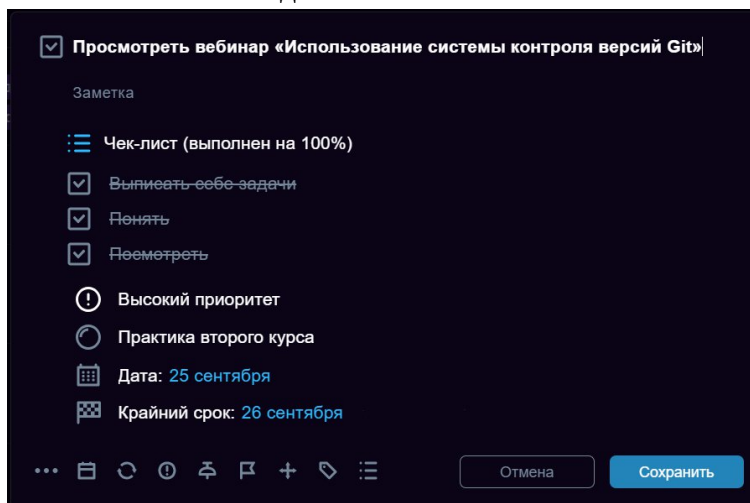 Просмотреть вебинар «Использование системы контроля версий Git»
Заметка
Чек-лист (выполнен на 100%)
Выписать себе задачи
Понять
Посмотреть
Высокий приоритет
Практика второго курса
Дата: 25 сентября
Крайний срок: 26 сентября
Отмена Сохранить